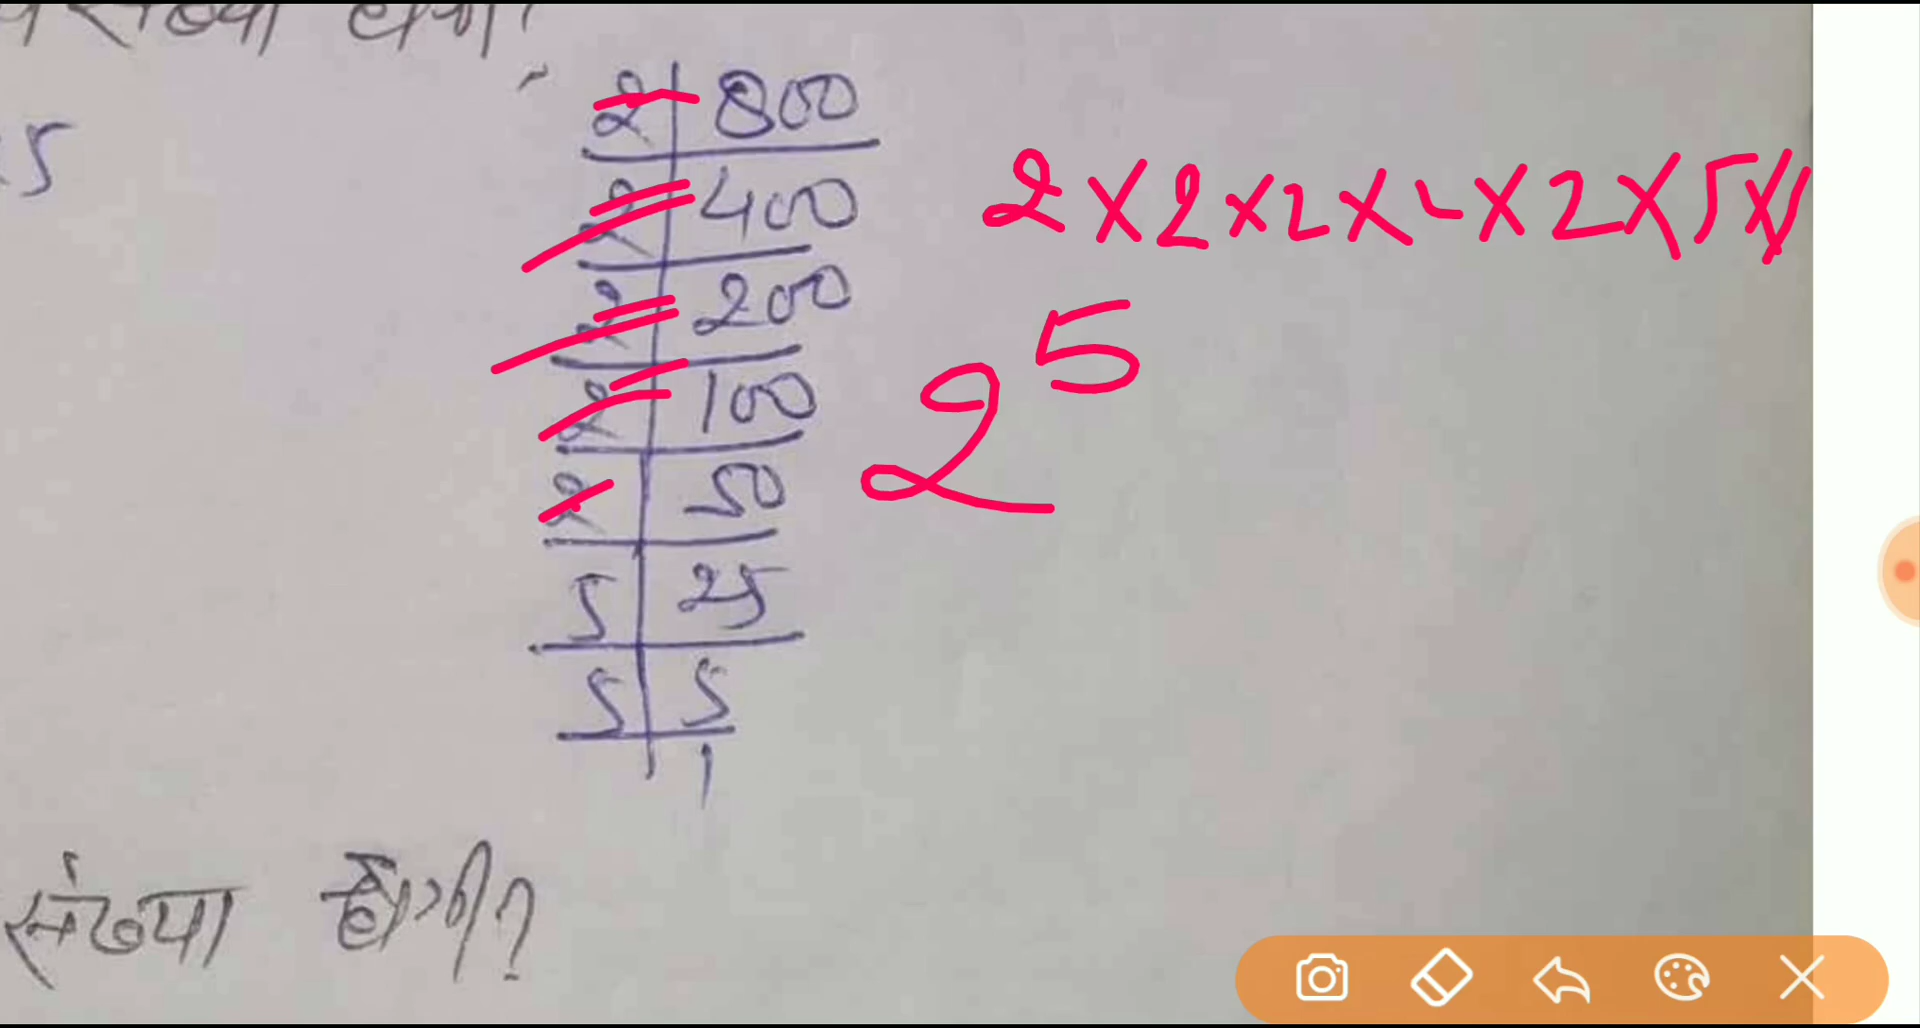 संख्या होगी?
5
2 | 800
2 | 400
2 | 200
2 | 100
2 | 50
5 | 25
5 | 5
1
2 × 2 × 2 × 2 × 2 × 5 ×
2⁵
संख्या होगी?